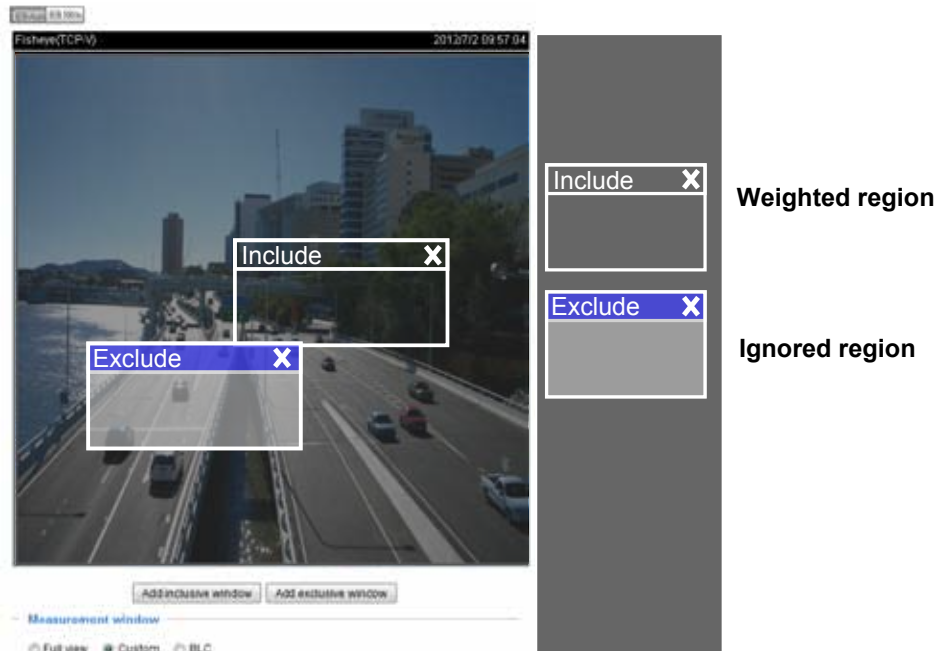 Fisheye(TCP-V) 2012/7/2 09:57:04
Include X
Exclude X
Include X
Weighted region
Exclude X
Ignored region
Add inclusive window Add exclusive window
Measurement window
Full view Custom BLC